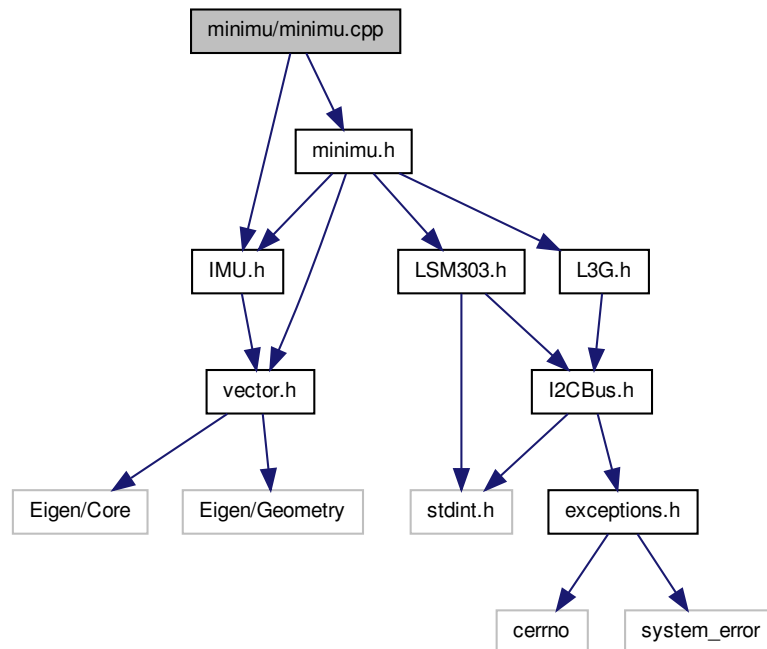 minimu/minimu.cpp
minimu.h
IMU.h
LSM303.h
L3G.h
vector.h
I2CBus.h
Eigen/Core
Eigen/Geometry
stdint.h
exceptions.h
cerrno
system_error